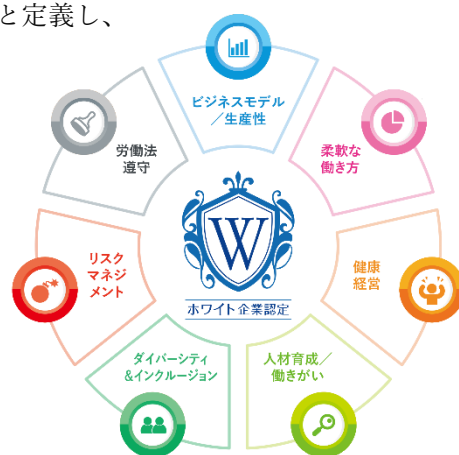 と定義し、
ビジネスモデル
／生産性
柔軟な
働き方
健康
経営
人材育成／
働きがい
ダイバーシティ
&インクルージョン
リスク
マネジ
メント
労働法
遵守
W
ホワイト企業認定